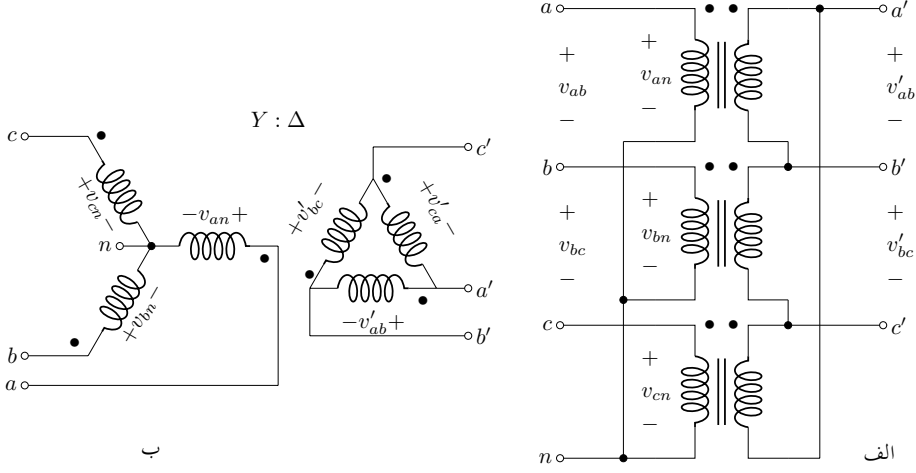 Y : Δ
c
+v_cn−
n
−v_an+
+v_bn−
b
a
c′
+v′_bc−
+v′_ca−
a′
−v′_ab+
b′
ب
a
a′
+
v_ab
−
+
v_an
−
+
v′_ab
−
b
b′
+
v_bc
−
+
v_bn
−
+
v′_bc
−
c
c′
+
v_cn
−
n
الف